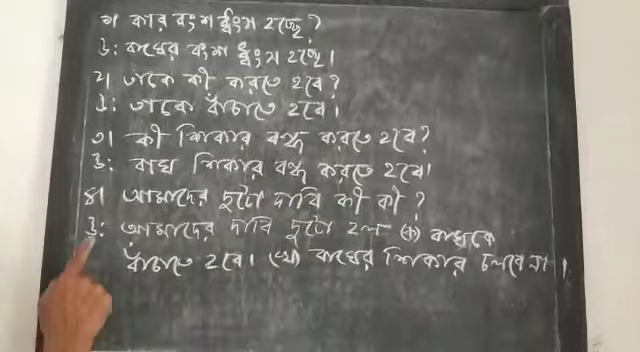 ১। কার বংশ ধ্বংস হচ্ছে?
উ: বাঘের বংশ ধ্বংস হচ্ছে।
২। তাকে কী করতে হবে?
উ: তাকে বাঁচাতে হবে।
৩। কী শিকার বন্ধ করতে হবে?
উ: বাঘ শিকার বন্ধ করতে হবে।
৪। আমাদের দুটো দাবি কী কী?
উ: আমাদের দাবি দুটো হল (ক) বাঘকে
বাঁচাতে হবে। (খ) বাঘের শিকার চলবে না।